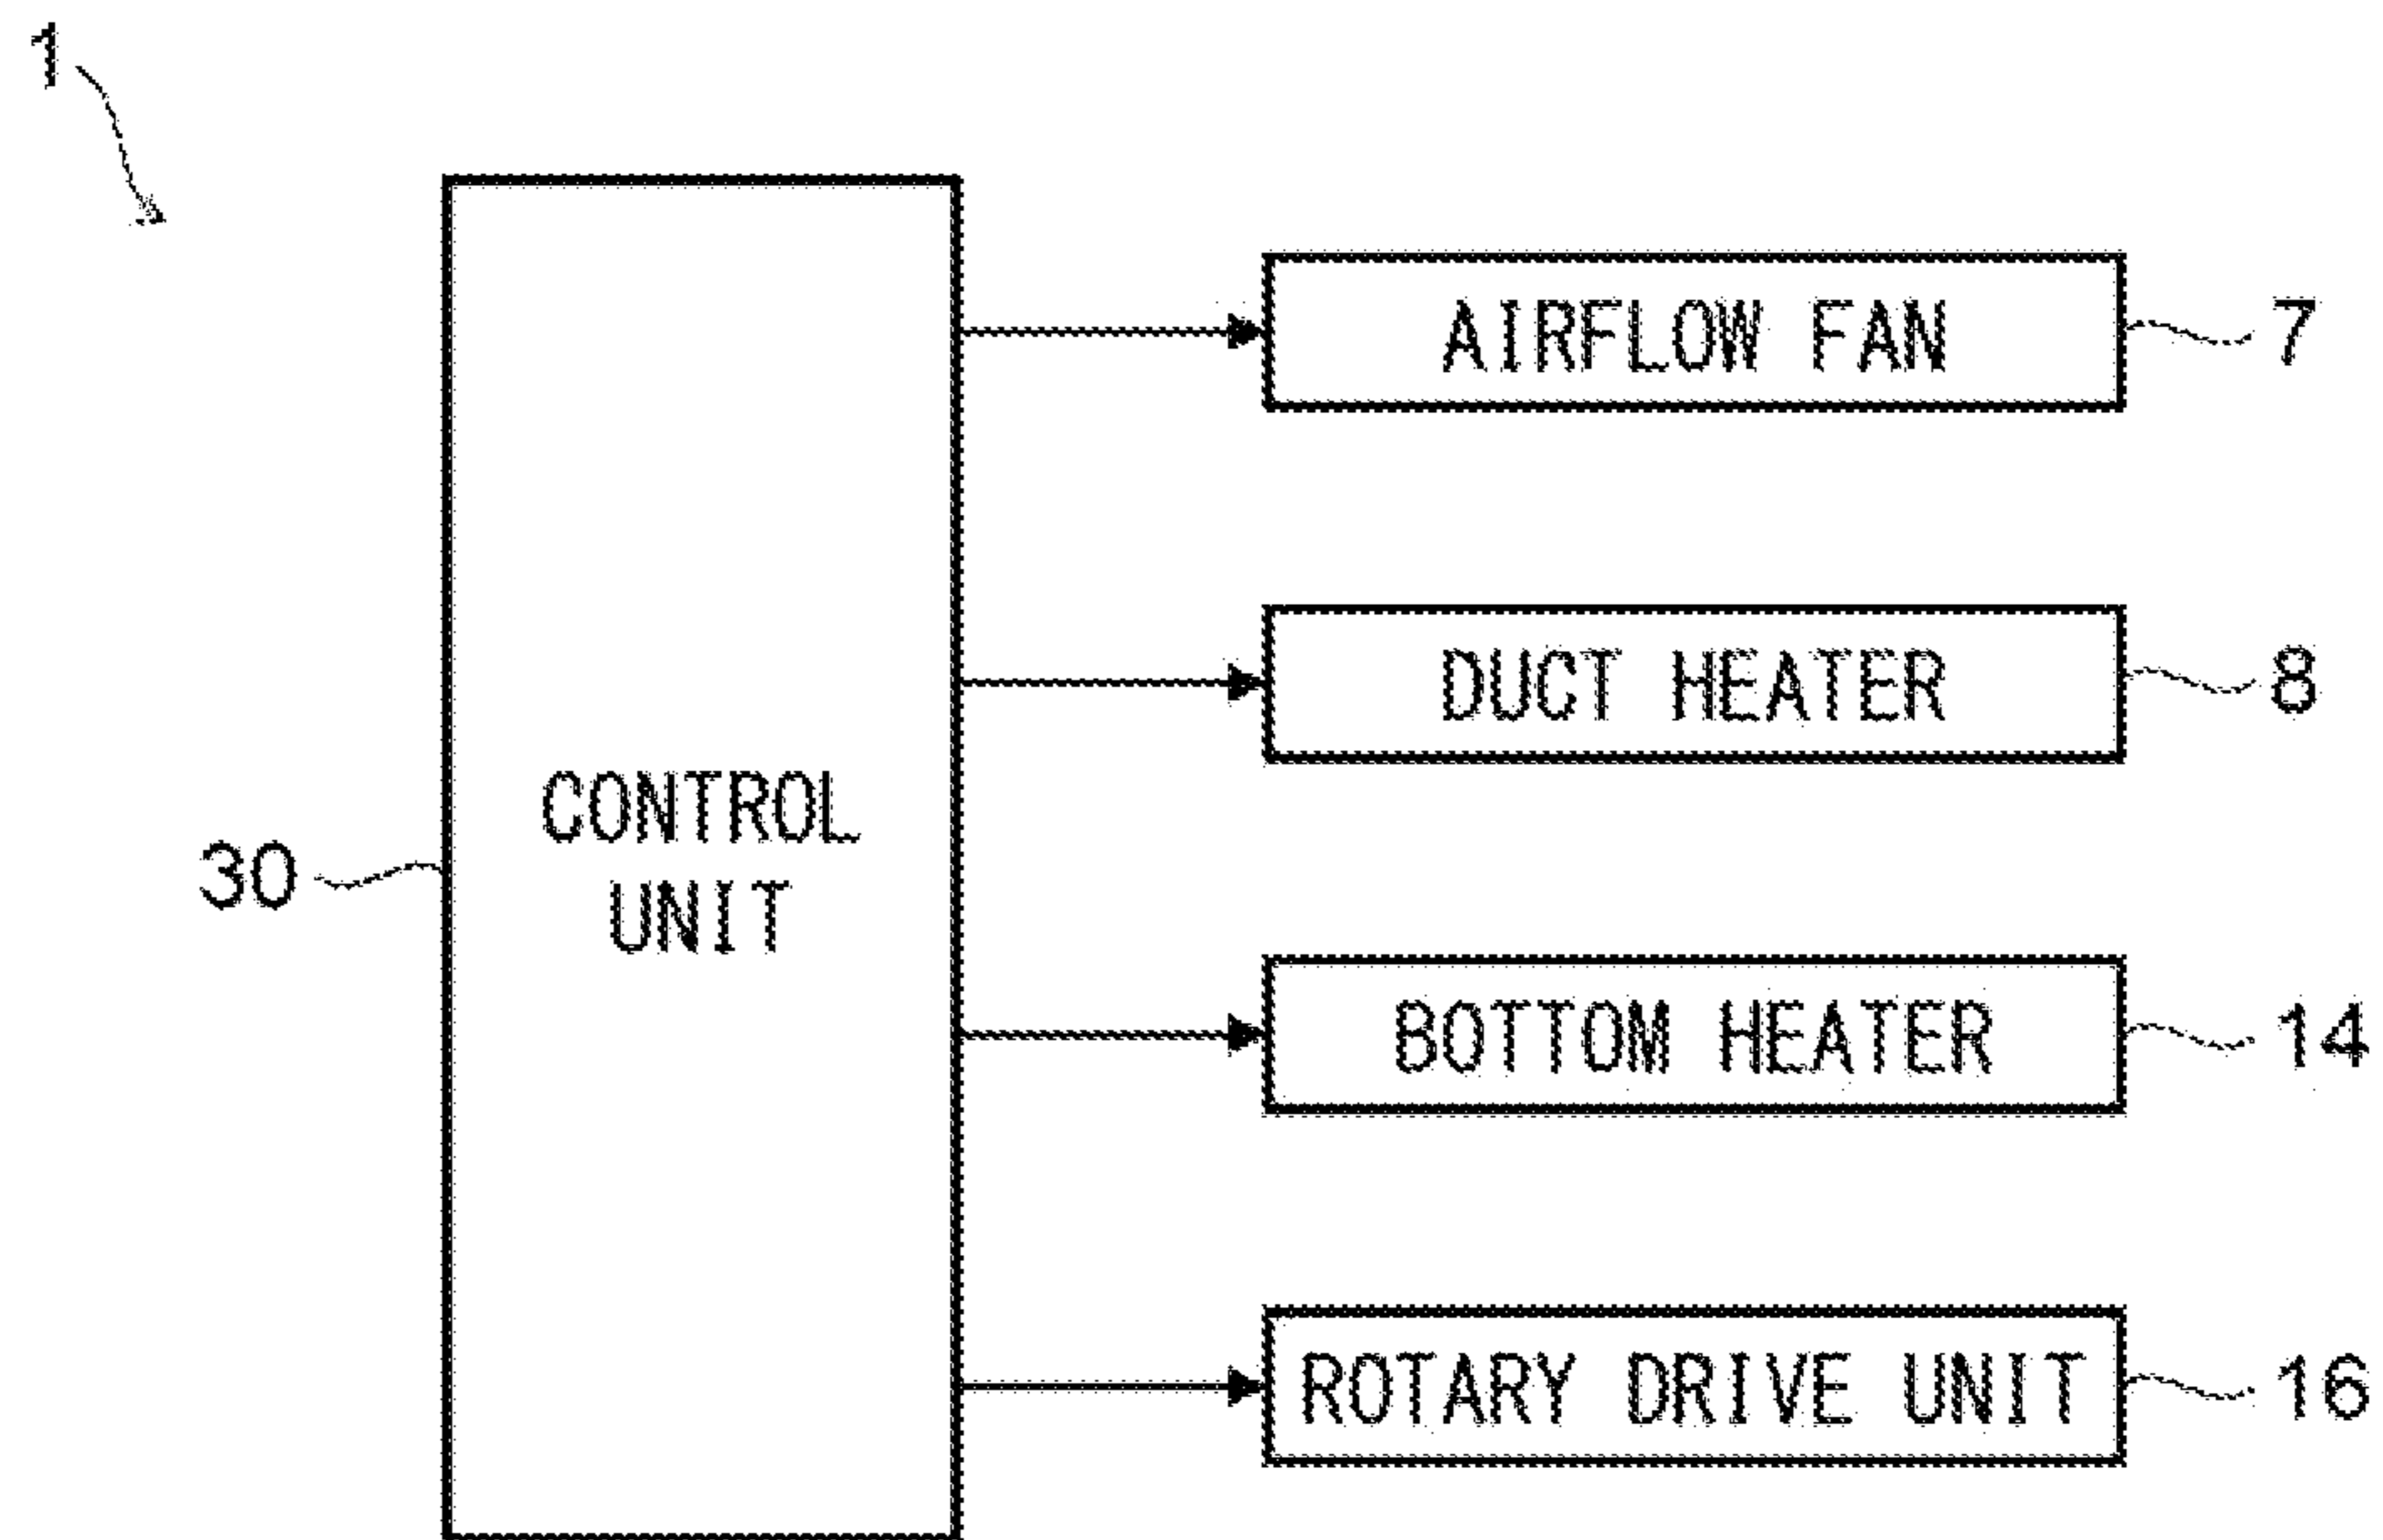 1
AIRFLOW FAN 7
DUCT HEATER 8
CONTROL
UNIT
30
BOTTOM HEATER 14
ROTARY DRIVE UNIT 16